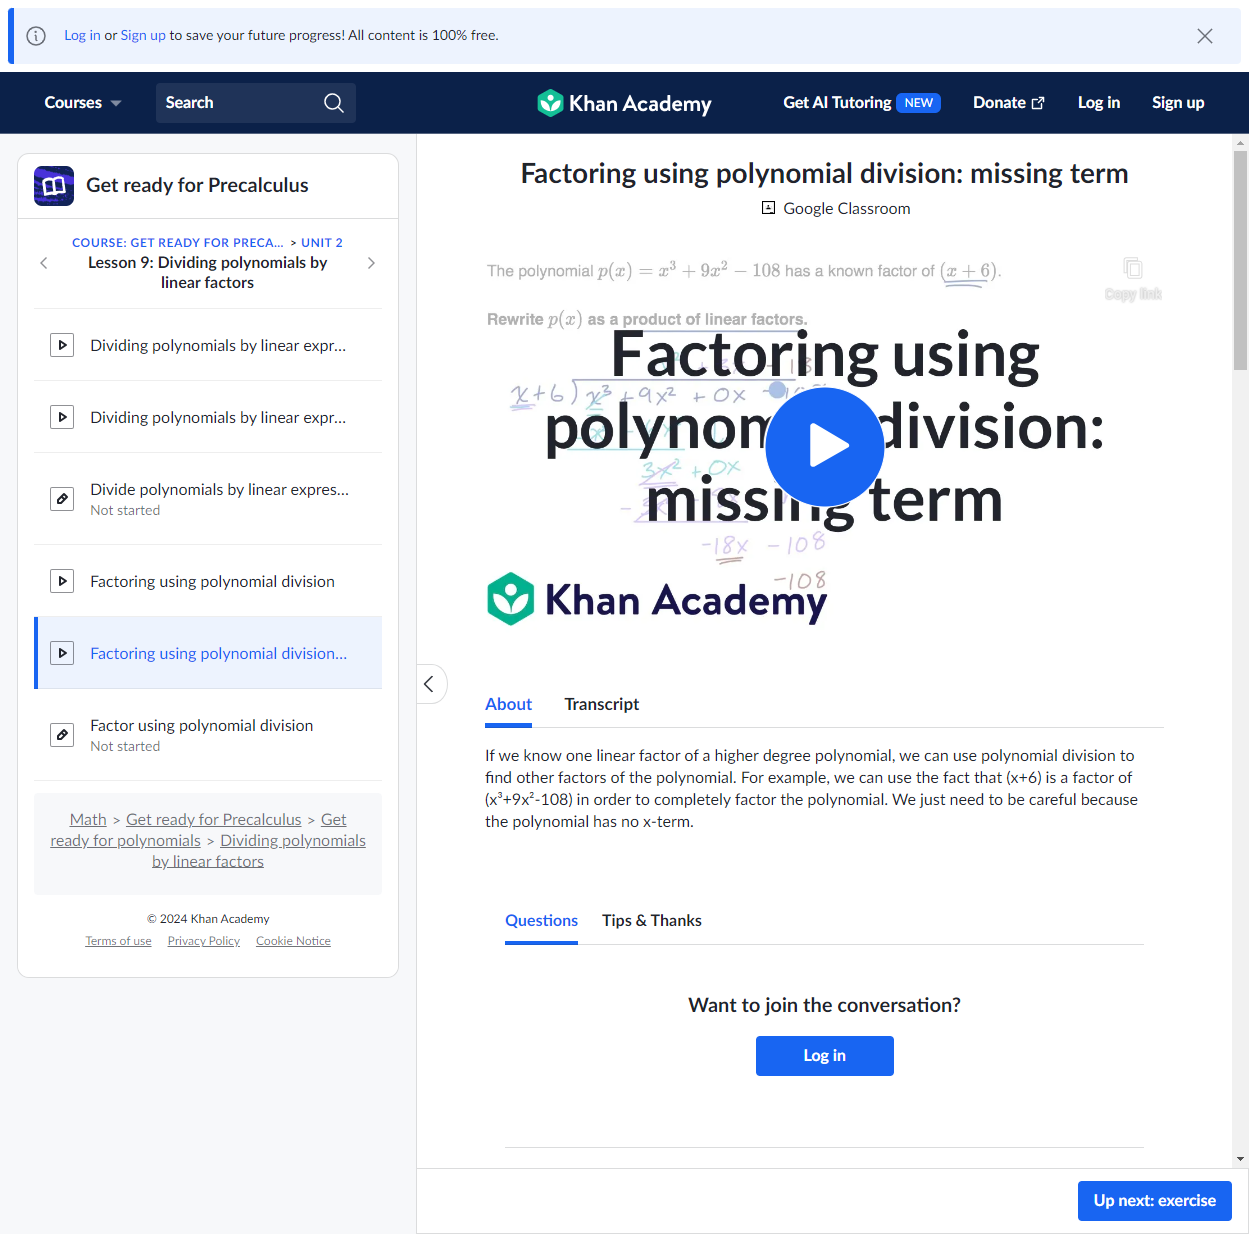 Log in or Sign up to save your future progress! All content is 100% free.
Courses
Search
Khan Academy
Get AI Tutoring NEW
Donate
Log in
Sign up
Get ready for Precalculus
COURSE: GET READY FOR PRECA... > UNIT 2
Lesson 9: Dividing polynomials by
linear factors
Dividing polynomials by linear expr...
Dividing polynomials by linear expr...
Divide polynomials by linear expres...
Not started
Factoring using polynomial division
Factoring using polynomial division...
Factor using polynomial division
Not started
Math > Get ready for Precalculus > Get
ready for polynomials > Dividing polynomials
by linear factors
© 2024 Khan Academy
Terms of use Privacy Policy Cookie Notice
Factoring using polynomial division: missing term
Google Classroom
The polynomial p(x) = x³ + 9x² − 108 has a known factor of (x + 6).
Copy link
Rewrite p(x) as a product of linear factors.
Factoring using
x+6) x³ +9x² +0x
division:
3x² +0x
missing term
-18x -108
-108
Khan Academy
About Transcript
If we know one linear factor of a higher degree polynomial, we can use polynomial division to
find other factors of the polynomial. For example, we can use the fact that (x+6) is a factor of
(x³+9x²-108) in order to completely factor the polynomial. We just need to be careful because
the polynomial has no x-term.
Questions Tips & Thanks
Want to join the conversation?
Log in
Up next: exercise